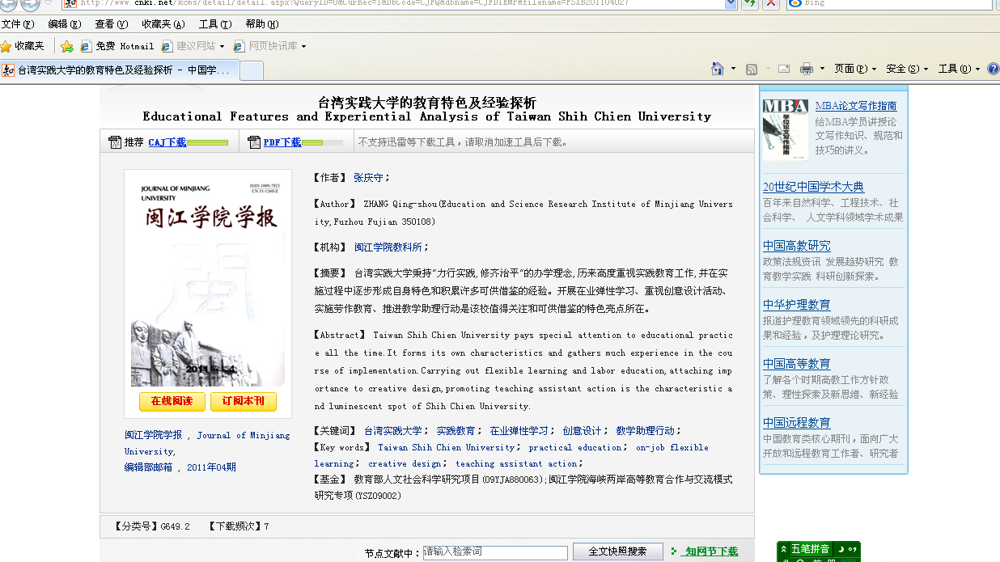 http://www.cnki.net/kcms/detail/detail.aspx?QueryID=0&CurRec=1&DbCode=CJFQ&dbname=CJFDTEMP&filename=FSXB201104027
Bing
文件(F) 编辑(E) 查看(V) 收藏夹(A) 工具(T) 帮助(H)
收藏夹 免费 Hotmail 建议网站 网页快讯库
台湾实践大学的教育特色及经验探析 - 中国学...
页面(P) 安全(S) 工具(O)
台湾实践大学的教育特色及经验探析
Educational Features and Experiential Analysis of Taiwan Shih Chien University
推荐 CAJ下载 PDF下载 不支持迅雷等下载工具，请取消加速工具后下载。
JOURNAL OF MINJIANG
UNIVERSITY
ISSN 1009-7821
CN 35-1260/Z
闽江学院学报
闽
2011 4
在线阅读 订阅本刊
闽江学院学报 , Journal of Minjiang
University,
编辑部邮箱 , 2011年04期
【作者】 张庆守；
【Author】 ZHANG Qing-shou(Education and Science Research Institute of Minjiang Univers
ity,Fuzhou Fujian 350108)
【机构】 闽江学院教科所；
【摘要】 台湾实践大学秉持"力行实践,修齐治平"的办学理念,历来高度重视实践教育工作,并在实
施过程中逐步形成自身特色和积累许多可供借鉴的经验。开展在业弹性学习、重视创意设计活动、
实施劳作教育、推进教学助理行动是该校值得关注和可供借鉴的特色亮点所在。
【Abstract】 Taiwan Shih Chien University pays special attention to educational practic
e all the time.It forms its own characteristics and gathers much experience in the cou
rse of implementation.Carrying out flexible learning and labor education,attaching imp
ortance to creative design,promoting teaching assistant action is the characteristic a
nd luminescent spot of Shih Chien University.
【关键词】 台湾实践大学； 实践教育； 在业弹性学习； 创意设计； 教学助理行动；
【Key words】 Taiwan Shih Chien University； practical education； on-job flexible
learning； creative design； teaching assistant action；
【基金】 教育部人文社会科学研究项目(09YJA880063);闽江学院海峡两岸高等教育合作与交流模式
研究专项(YSZ09002)
【分类号】G649.2 【下载频次】7
节点文献中： 请输入检索词 全文快照搜索 知网节下载
MBA
学位论文写作指南
MBA论文写作指南
给MBA学员讲授论
文写作知识、规范和
技巧的讲义。
20世纪中国学术大典
百年来自然科学、工程技术、社
会科学、 人文学科领域学术成果
中国高教研究
政策法规资讯 发展趋势研究 教
育教学实践 科研创新探索。
中华护理教育
报道护理教育领域领先的科研成
果和经验，及护理理论研究。
中国高等教育
了解各个时期高教工作方针政
策、理性探索及新思维、新经验
中国远程教育
中国教育类核心期刊，面向广大
开放和远程教育工作者、研究者
五笔拼音